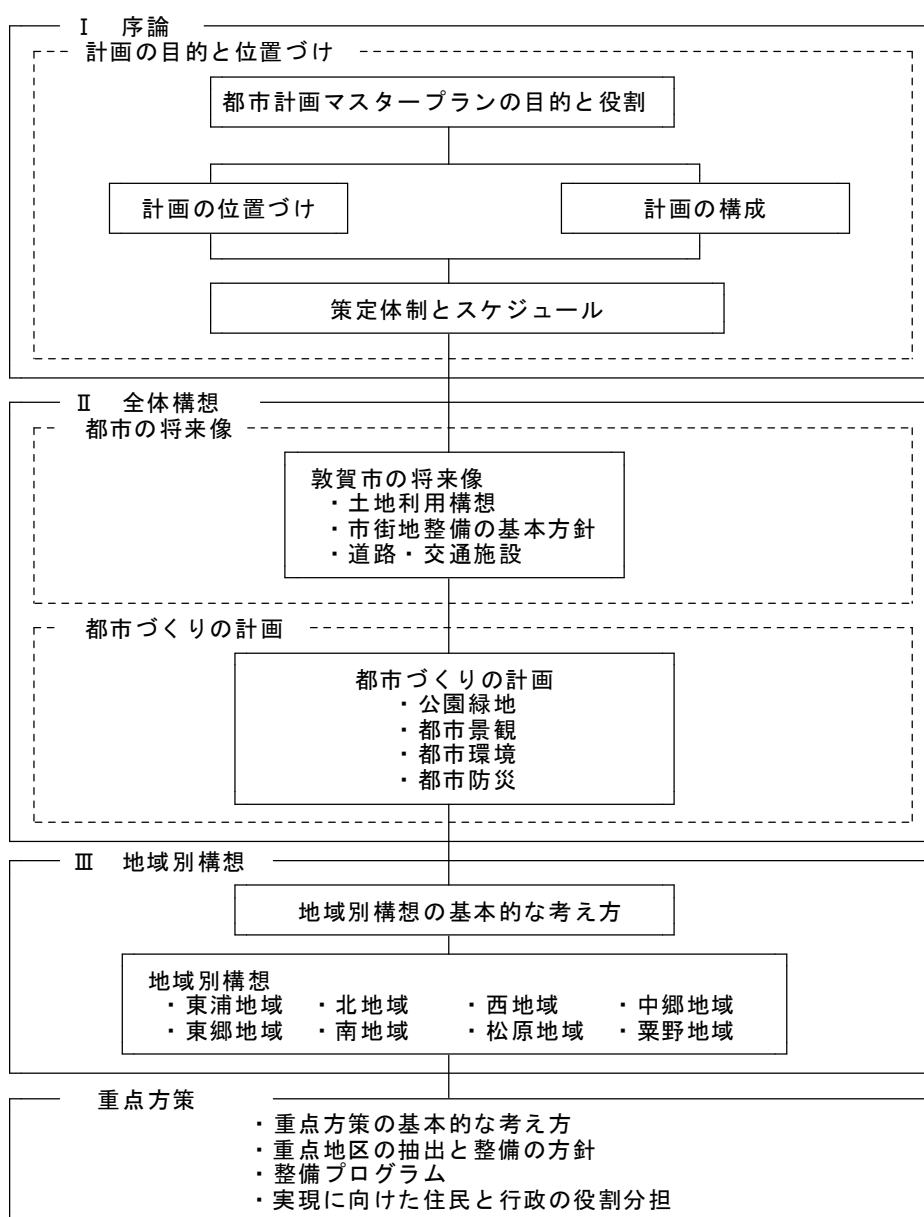 Ⅰ 序論
計画の目的と位置づけ
都市計画マスタープランの目的と役割
計画の位置づけ
計画の構成
策定体制とスケジュール
Ⅱ 全体構想
都市の将来像
敦賀市の将来像
・土地利用構想
・市街地整備の基本方針
・道路・交通施設
都市づくりの計画
都市づくりの計画
・公園緑地
・都市景観
・都市環境
・都市防災
Ⅲ 地域別構想
地域別構想の基本的な考え方
地域別構想
・東浦地域 ・北地域 ・西地域 ・中郷地域
・東郷地域 ・南地域 ・松原地域 ・粟野地域
重点方策
・重点方策の基本的な考え方
・重点地区の抽出と整備の方針
・整備プログラム
・実現に向けた住民と行政の役割分担